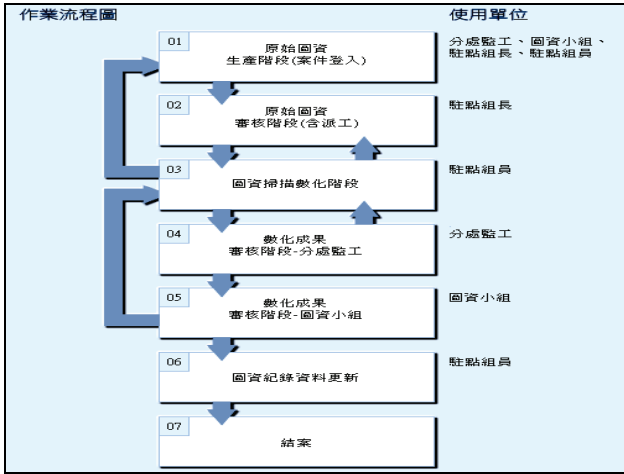 作業流程圖
使用單位
01
原始圖資
生產階段(案件登入)
分處監工、圖資小組、
駐點組長、駐點組員
02
原始圖資
審核階段(含派工)
駐點組長
03
圖資掃描數化階段
駐點組員
04
數化成果
審核階段-分處監工
分處監工
05
數化成果
審核階段-圖資小組
圖資小組
06
圖資紀錄資料更新
駐點組員
07
結案